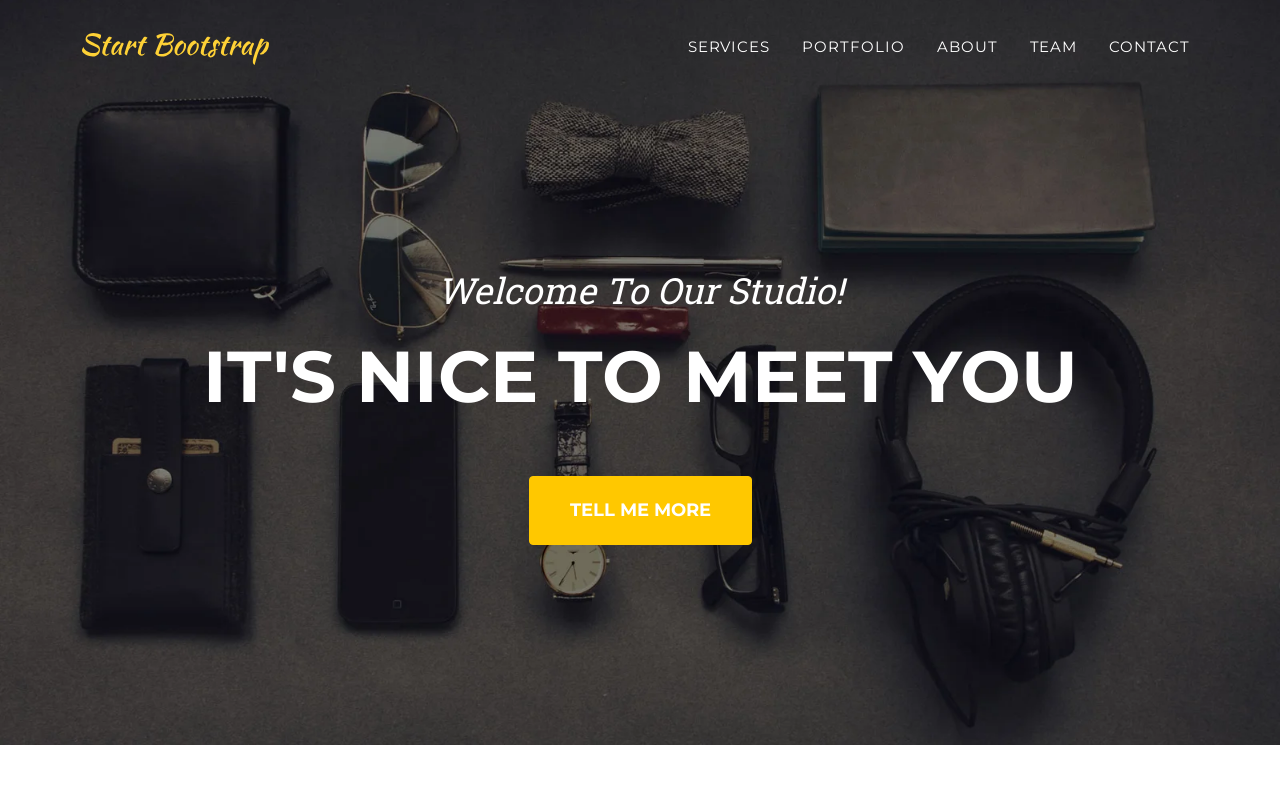 Start Bootstrap
SERVICES PORTFOLIO ABOUT TEAM CONTACT
Welcome To Our Studio!
IT'S NICE TO MEET YOU
TELL ME MORE